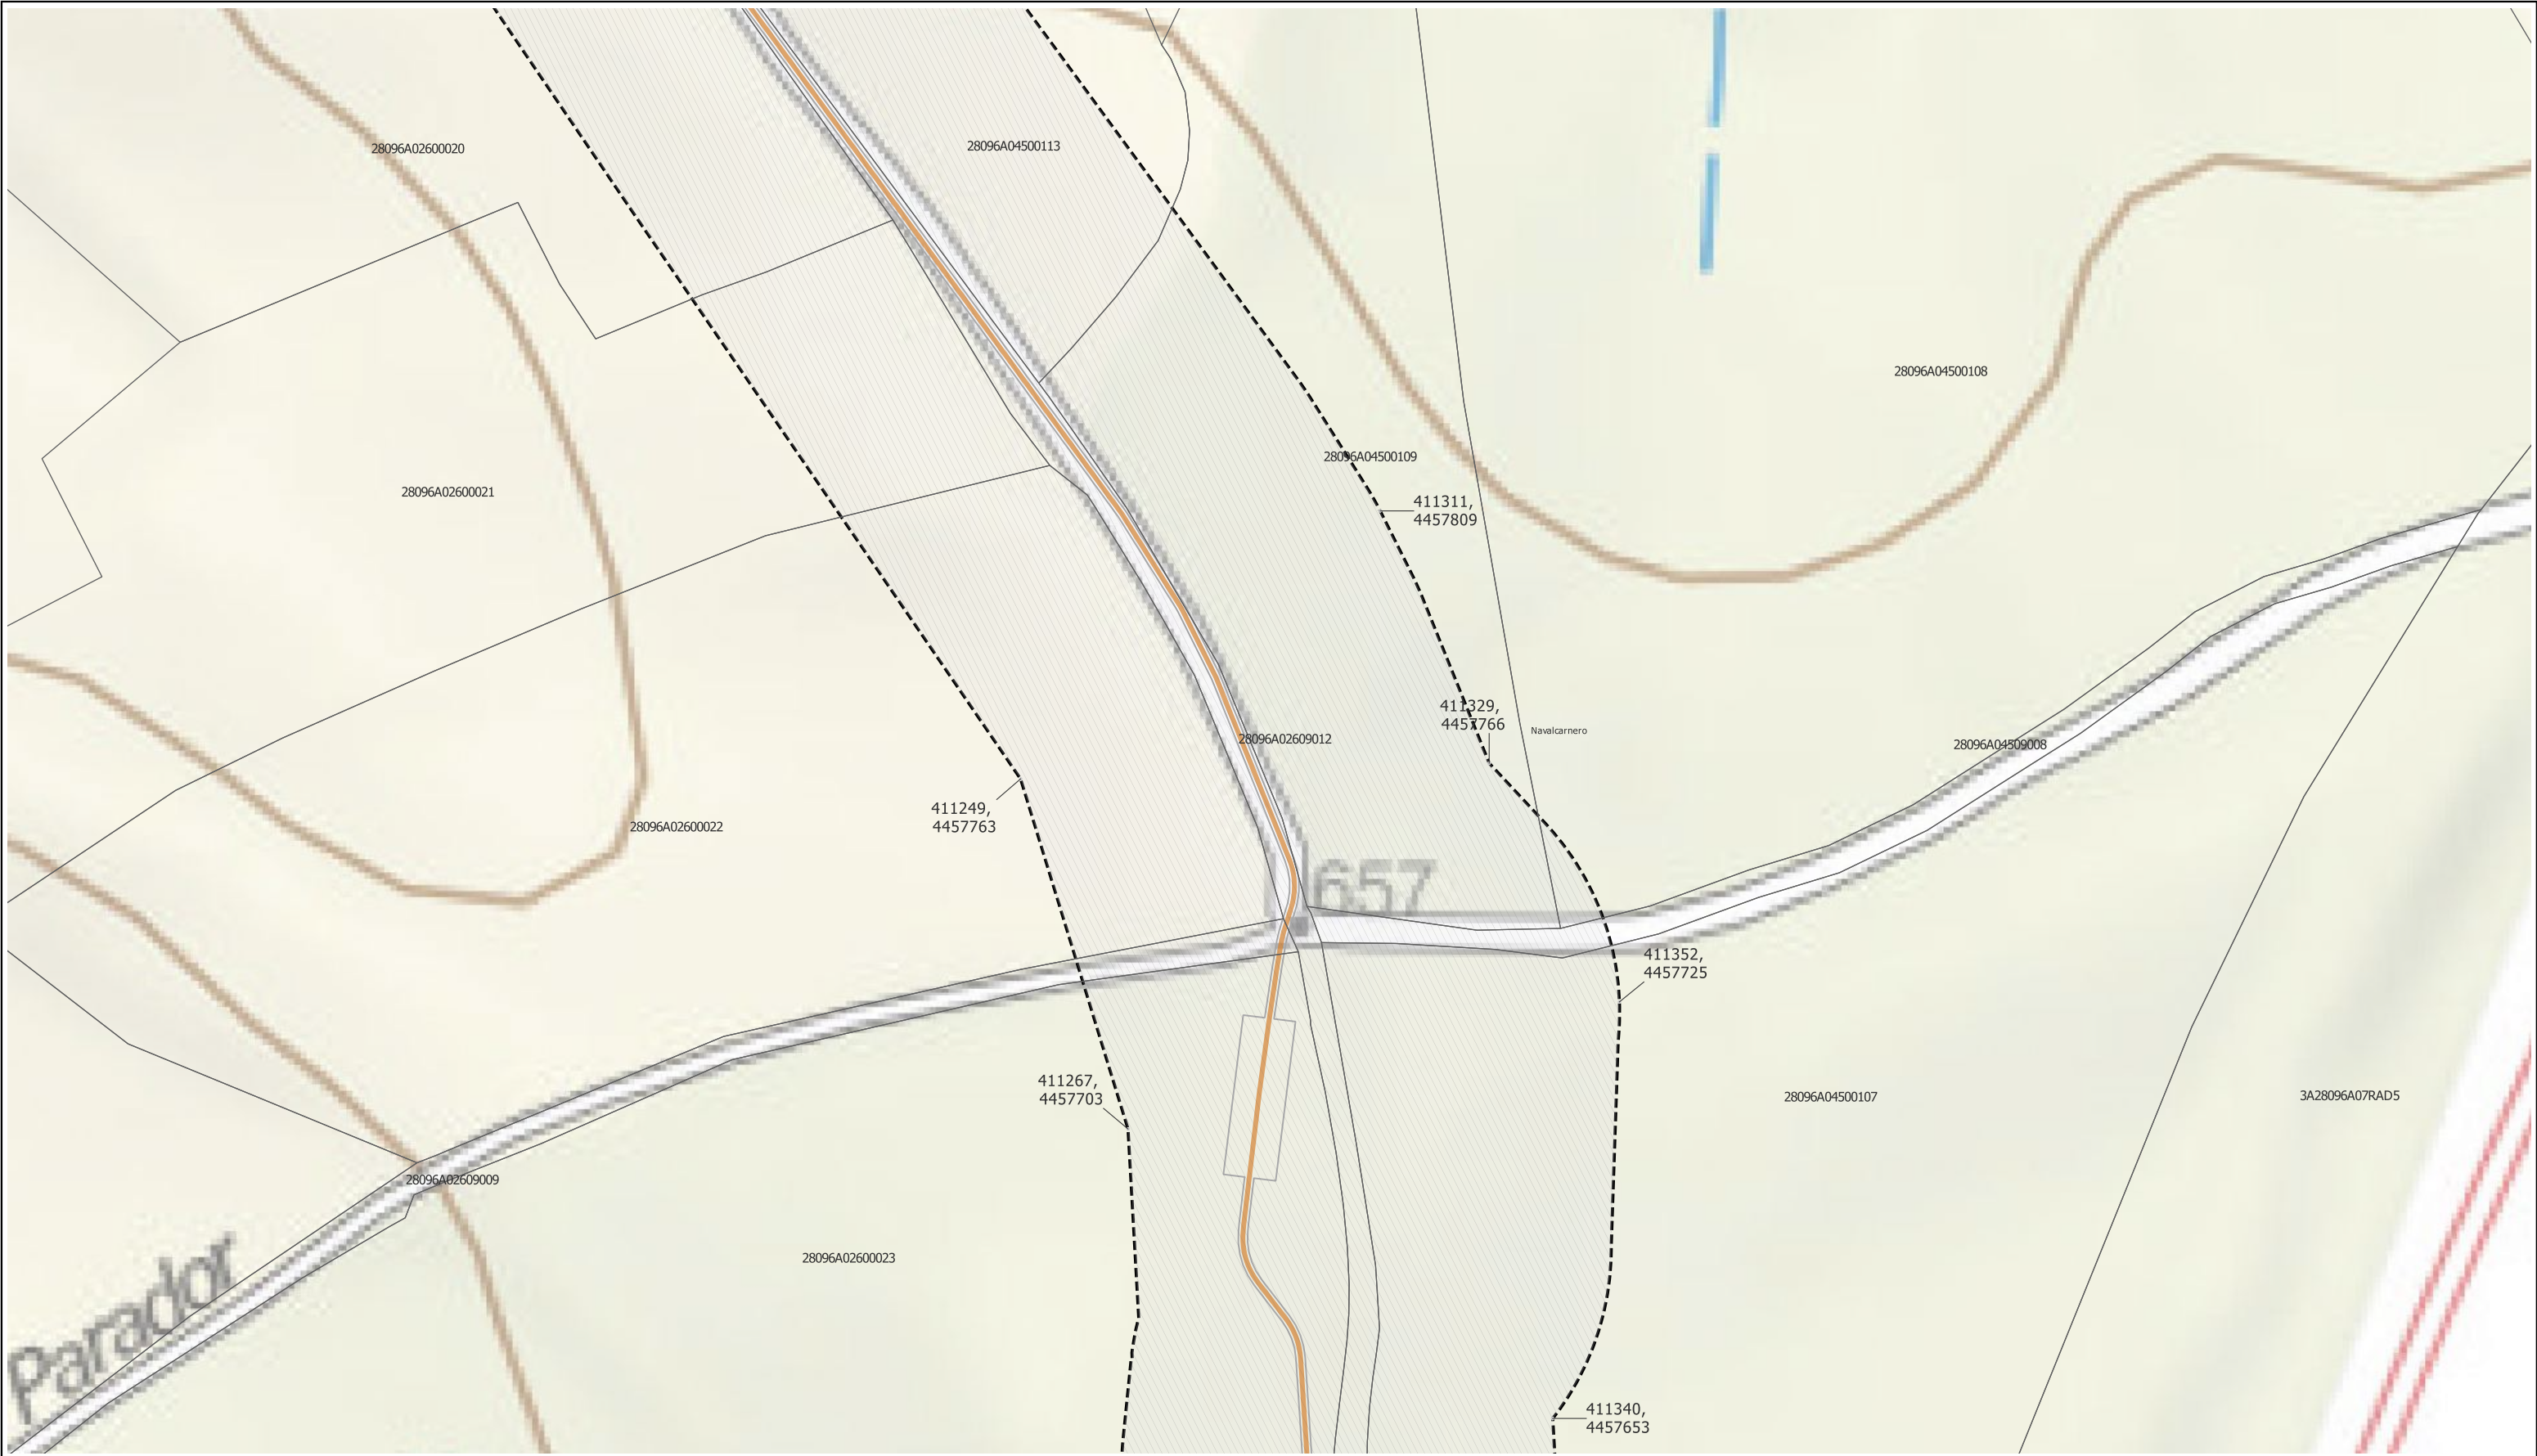 28096A02600020
28096A04500113
28096A04500108
28096A04500109
28096A02600021
411311,
4457809
411329,
4457766
Navalcarnero
28096A02609012
28096A04509008
411249,
4457763
28096A02600022
657
411352,
4457725
411267,
4457703
28096A04500107
3A28096A07RAD5
28096A02609009
28096A02600023
Parador
411340,
4457653